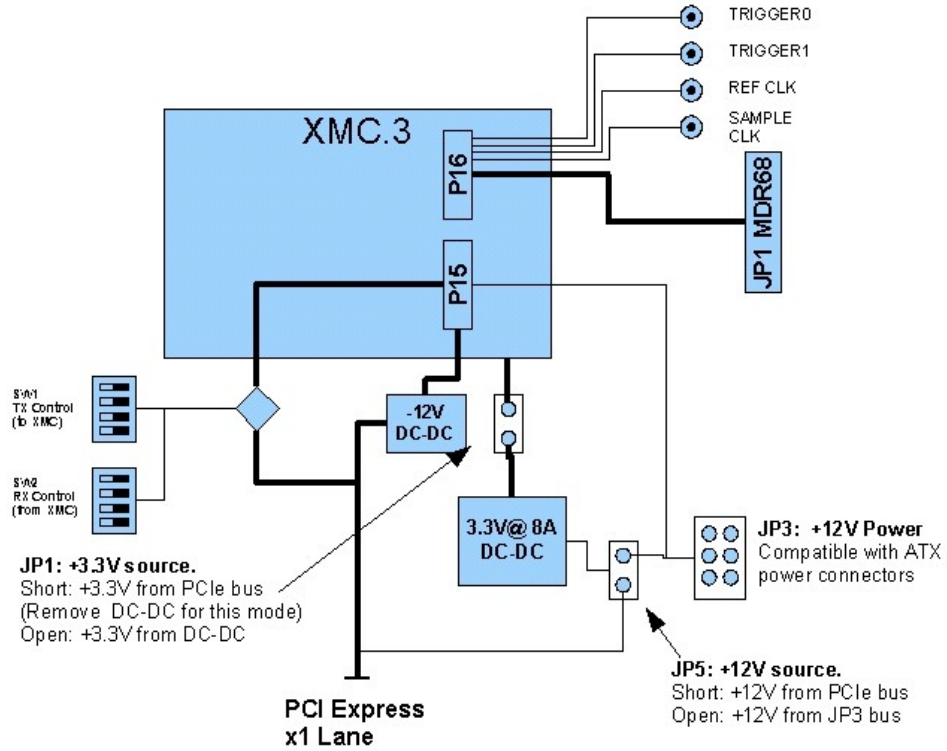 TRIGGER0
TRIGGER1
REF CLK
SAMPLE
CLK
XMC.3
P16
JP1 MDR68
P15
SW1
TX Control
(to XMC)
-12V
DC-DC
SW2
RX Control
(from XMC)
3.3V@ 8A
DC-DC
JP3: +12V Power
Compatible with ATX
power connectors
JP1: +3.3V source.
Short: +3.3V from PCIe bus
(Remove DC-DC for this mode)
Open: +3.3V from DC-DC
JP5: +12V source.
Short: +12V from PCIe bus
Open: +12V from JP3 bus
PCI Express
x1 Lane